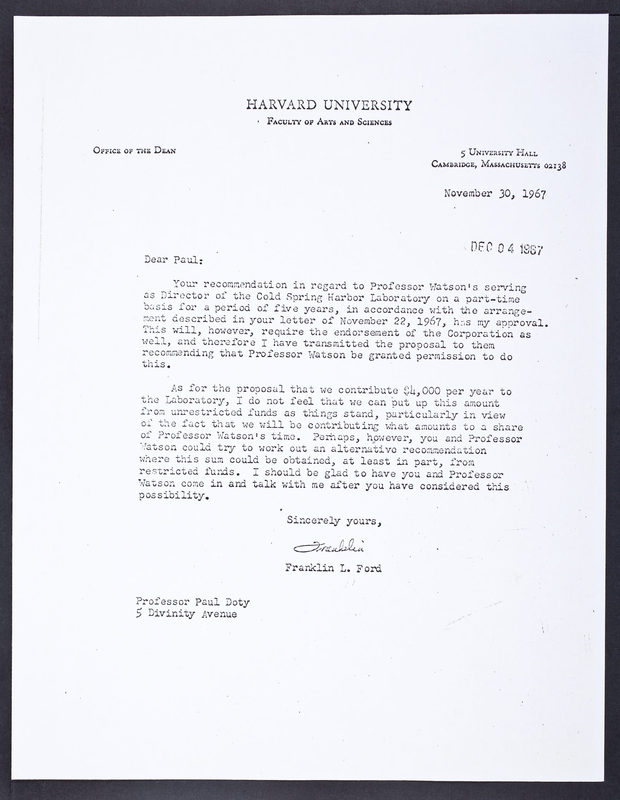 HARVARD UNIVERSITY
FACULTY OF ARTS AND SCIENCES
OFFICE OF THE DEAN
5 UNIVERSITY HALL
CAMBRIDGE, MASSACHUSETTS 02138
November 30, 1967
DEC 04 1967
Dear Paul:
Your recommendation in regard to Professor Watson's serving
as Director of the Cold Spring Harbor Laboratory on a part-time
basis for a period of five years, in accordance with the arrange-
ment described in your letter of November 22, 1967, has my approval.
This will, however, require the endorsement of the Corporation as
well, and therefore I have transmitted the proposal to them
recommending that Professor Watson be granted permission to do
this.
As for the proposal that we contribute $4,000 per year to
the Laboratory, I do not feel that we can put up this amount
from unrestricted funds as things stand, particularly in view
of the fact that we will be contributing what amounts to a share
of Professor Watson's time. Perhaps, however, you and Professor
Watson could try to work out an alternative recommendation
where this sum could be obtained, at least in part, from
restricted funds. I should be glad to have you and Professor
Watson come in and talk with me after you have considered this
possibility.
Sincerely yours,
Franklin
Franklin L. Ford
Professor Paul Doty
5 Divinity Avenue